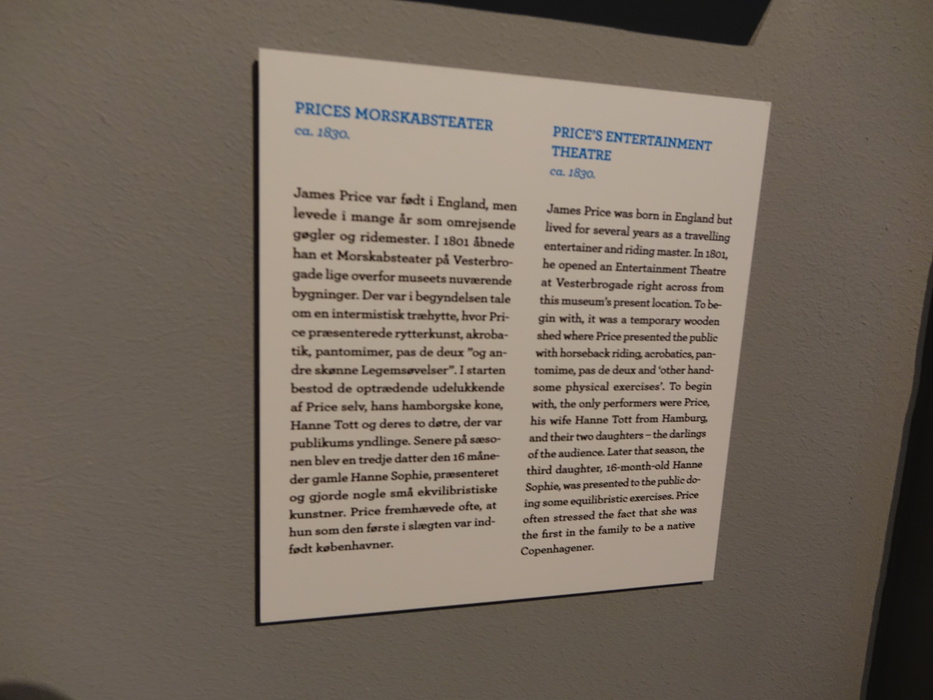 PRICES MORSKABSTEATER
ca. 1830.
James Price var født i England, men
levede i mange år som omrejsende
gøgler og ridemester. I 1801 åbnede
han et Morskabsteater på Vesterbro-
gade lige overfor museets nuværende
bygninger. Der var i begyndelsen tale
om en intermistisk træhytte, hvor Pri-
ce præsenterede rytterkunst, akroba-
tik, pantomimer, pas de deux "og an-
dre skønne Legemsøvelser". I starten
bestod de optrædende udelukkende
af Price selv, hans hamborgske kone,
Hanne Tott og deres to døtre, der var
publikums yndlinge. Senere på sæso-
nen blev en tredje datter den 16 måne-
der gamle Hanne Sophie, præsenteret
og gjorde nogle små ekvilibristiske
kunstner. Price fremhævede ofte, at
hun som den første i slægten var ind-
født københavner.
PRICE'S ENTERTAINMENT
THEATRE
ca. 1830.
James Price was born in England but
lived for several years as a travelling
entertainer and riding master. In 1801,
he opened an Entertainment Theatre
at Vesterbrogade right across from
this museum's present location. To be-
gin with, it was a temporary wooden
shed where Price presented the public
with horseback riding, acrobatics, pan-
tomime, pas de deux and 'other hand-
some physical exercises'. To begin
with, the only performers were Price,
his wife Hanne Tott from Hamburg,
and their two daughters – the darlings
of the audience. Later that season, the
third daughter, 16-month-old Hanne
Sophie, was presented to the public do-
ing some equilibristic exercises. Price
often stressed the fact that she was
the first in the family to be a native
Copenhagener.